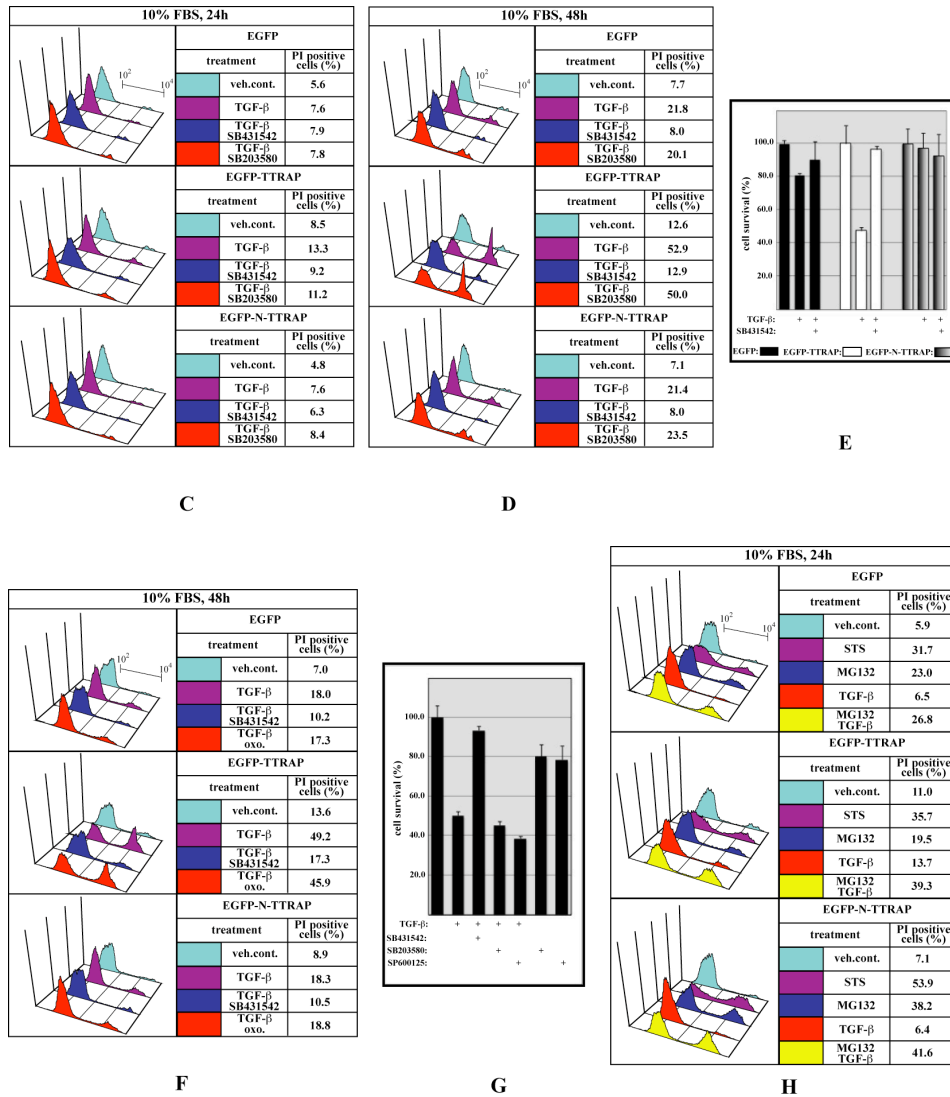 10% FBS, 24h
EGFP
treatment PI positive cells (%)
10² 10⁴
veh.cont. 5.6
TGF-β 7.6
TGF-β SB431542 7.9
TGF-β SB203580 7.8
EGFP-TTRAP
treatment PI positive cells (%)
veh.cont. 8.5
TGF-β 13.3
TGF-β SB431542 9.2
TGF-β SB203580 11.2
EGFP-N-TTRAP
treatment PI positive cells (%)
veh.cont. 4.8
TGF-β 7.6
TGF-β SB431542 6.3
TGF-β SB203580 8.4
C
10% FBS, 48h
EGFP
treatment PI positive cells (%)
10² 10⁴
veh.cont. 7.7
TGF-β 21.8
TGF-β SB431542 8.0
TGF-β SB203580 20.1
EGFP-TTRAP
treatment PI positive cells (%)
veh.cont. 12.6
TGF-β 52.9
TGF-β SB431542 12.9
TGF-β SB203580 50.0
EGFP-N-TTRAP
treatment PI positive cells (%)
veh.cont. 7.1
TGF-β 21.4
TGF-β SB431542 8.0
TGF-β SB203580 23.5
D
cell survival (%)
100.0
80.0
60.0
40.0
20.0
TGF-β: + + + + + +
SB431542: + + +
EGFP: EGFP-TTRAP: EGFP-N-TTRAP:
E
10% FBS, 48h
EGFP
treatment PI positive cells (%)
10² 10⁴
veh.cont. 7.0
TGF-β 18.0
TGF-β SB431542 10.2
TGF-β oxo. 17.3
EGFP-TTRAP
treatment PI positive cells (%)
veh.cont. 13.6
TGF-β 49.2
TGF-β SB431542 17.3
TGF-β oxo. 45.9
EGFP-N-TTRAP
treatment PI positive cells (%)
veh.cont. 8.9
TGF-β 18.3
TGF-β SB431542 10.5
TGF-β oxo. 18.8
F
cell survival (%)
100.0
80.0
60.0
40.0
20.0
TGF-β: + + + +
SB431542: +
SB203580: + +
SP600125: + +
G
10% FBS, 24h
EGFP
treatment PI positive cells (%)
10² 10⁴
veh.cont. 5.9
STS 31.7
MG132 23.0
TGF-β 6.5
MG132 TGF-β 26.8
EGFP-TTRAP
treatment PI positive cells (%)
veh.cont. 11.0
STS 35.7
MG132 19.5
TGF-β 13.7
MG132 TGF-β 39.3
EGFP-N-TTRAP
treatment PI positive cells (%)
veh.cont. 7.1
STS 53.9
MG132 38.2
TGF-β 6.4
MG132 TGF-β 41.6
H